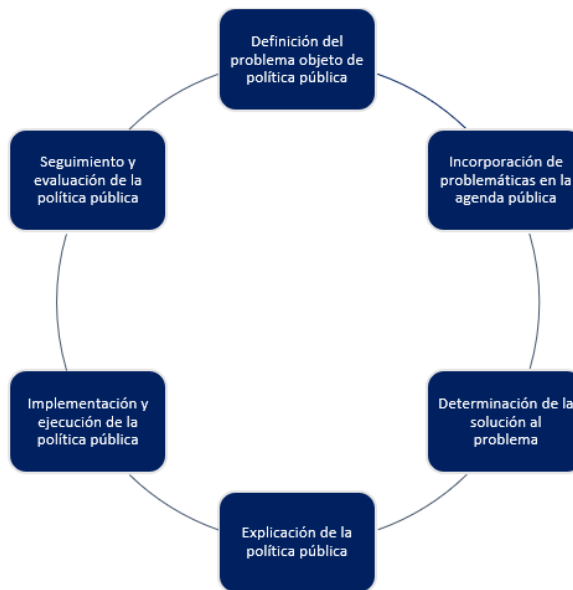 Definición del
problema objeto de
política pública
Incorporación de
problemáticas en la
agenda pública
Determinación de la
solución al
problema
Explicación de la
política pública
Implementación y
ejecución de la
política pública
Seguimiento y
evaluación de la
política pública